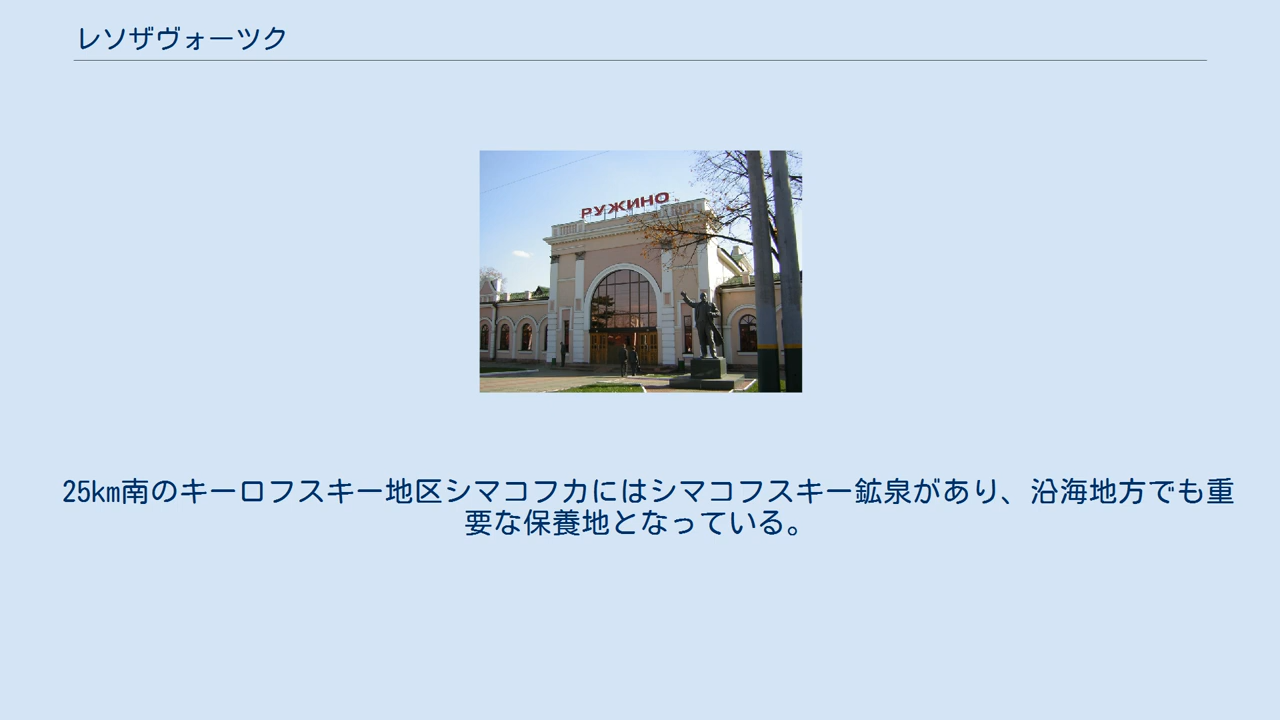 レソザヴォーツク
РУЖИНО
25km南のキーロフスキー地区シマコフカにはシマコフスキー鉱泉があり、沿海地方でも重
要な保養地となっている。